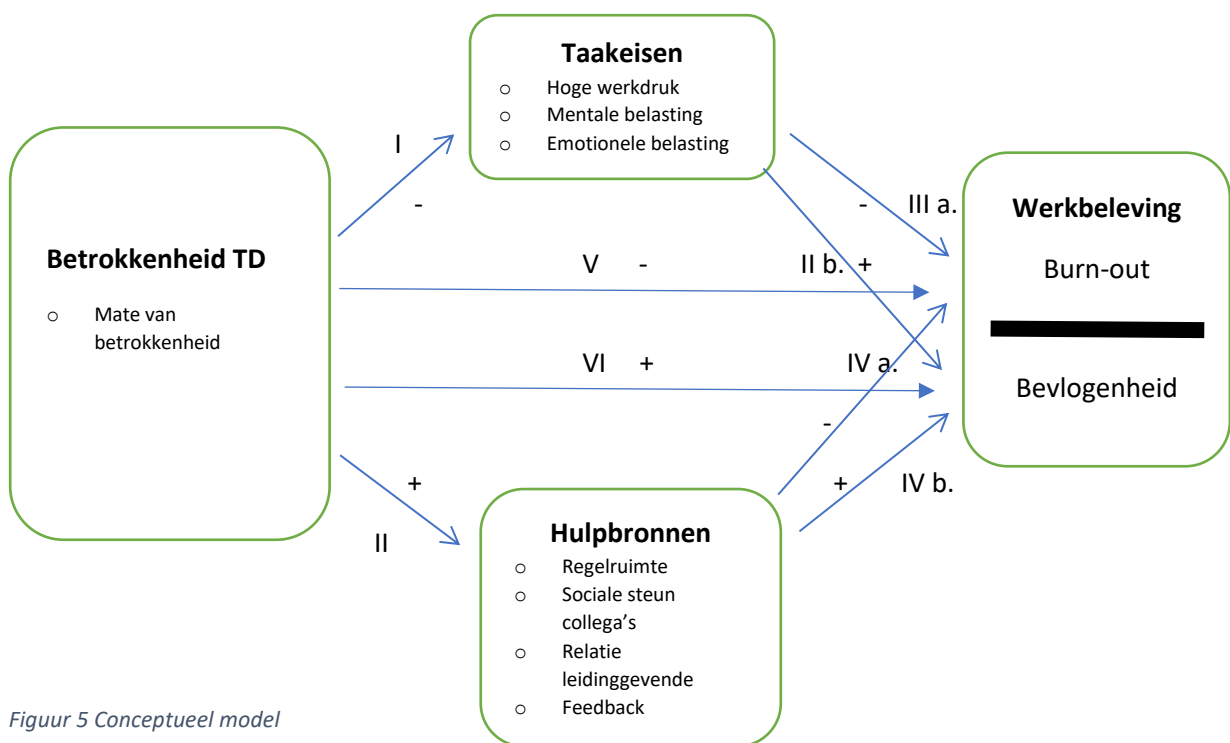 Taakeisen
o Hoge werkdruk
o Mentale belasting
o Emotionele belasting
I
-
Betrokkenheid TD
o Mate van
betrokkenheid
V -
VI +
+
II
- III a.
II b. +
IV a.
-
+ IV b.
Werkbeleving
Burn-out
Bevlogenheid
Hulpbronnen
o Regelruimte
o Sociale steun
collega's
o Relatie
leidinggevende
o Feedback
Figuur 5 Conceptueel model